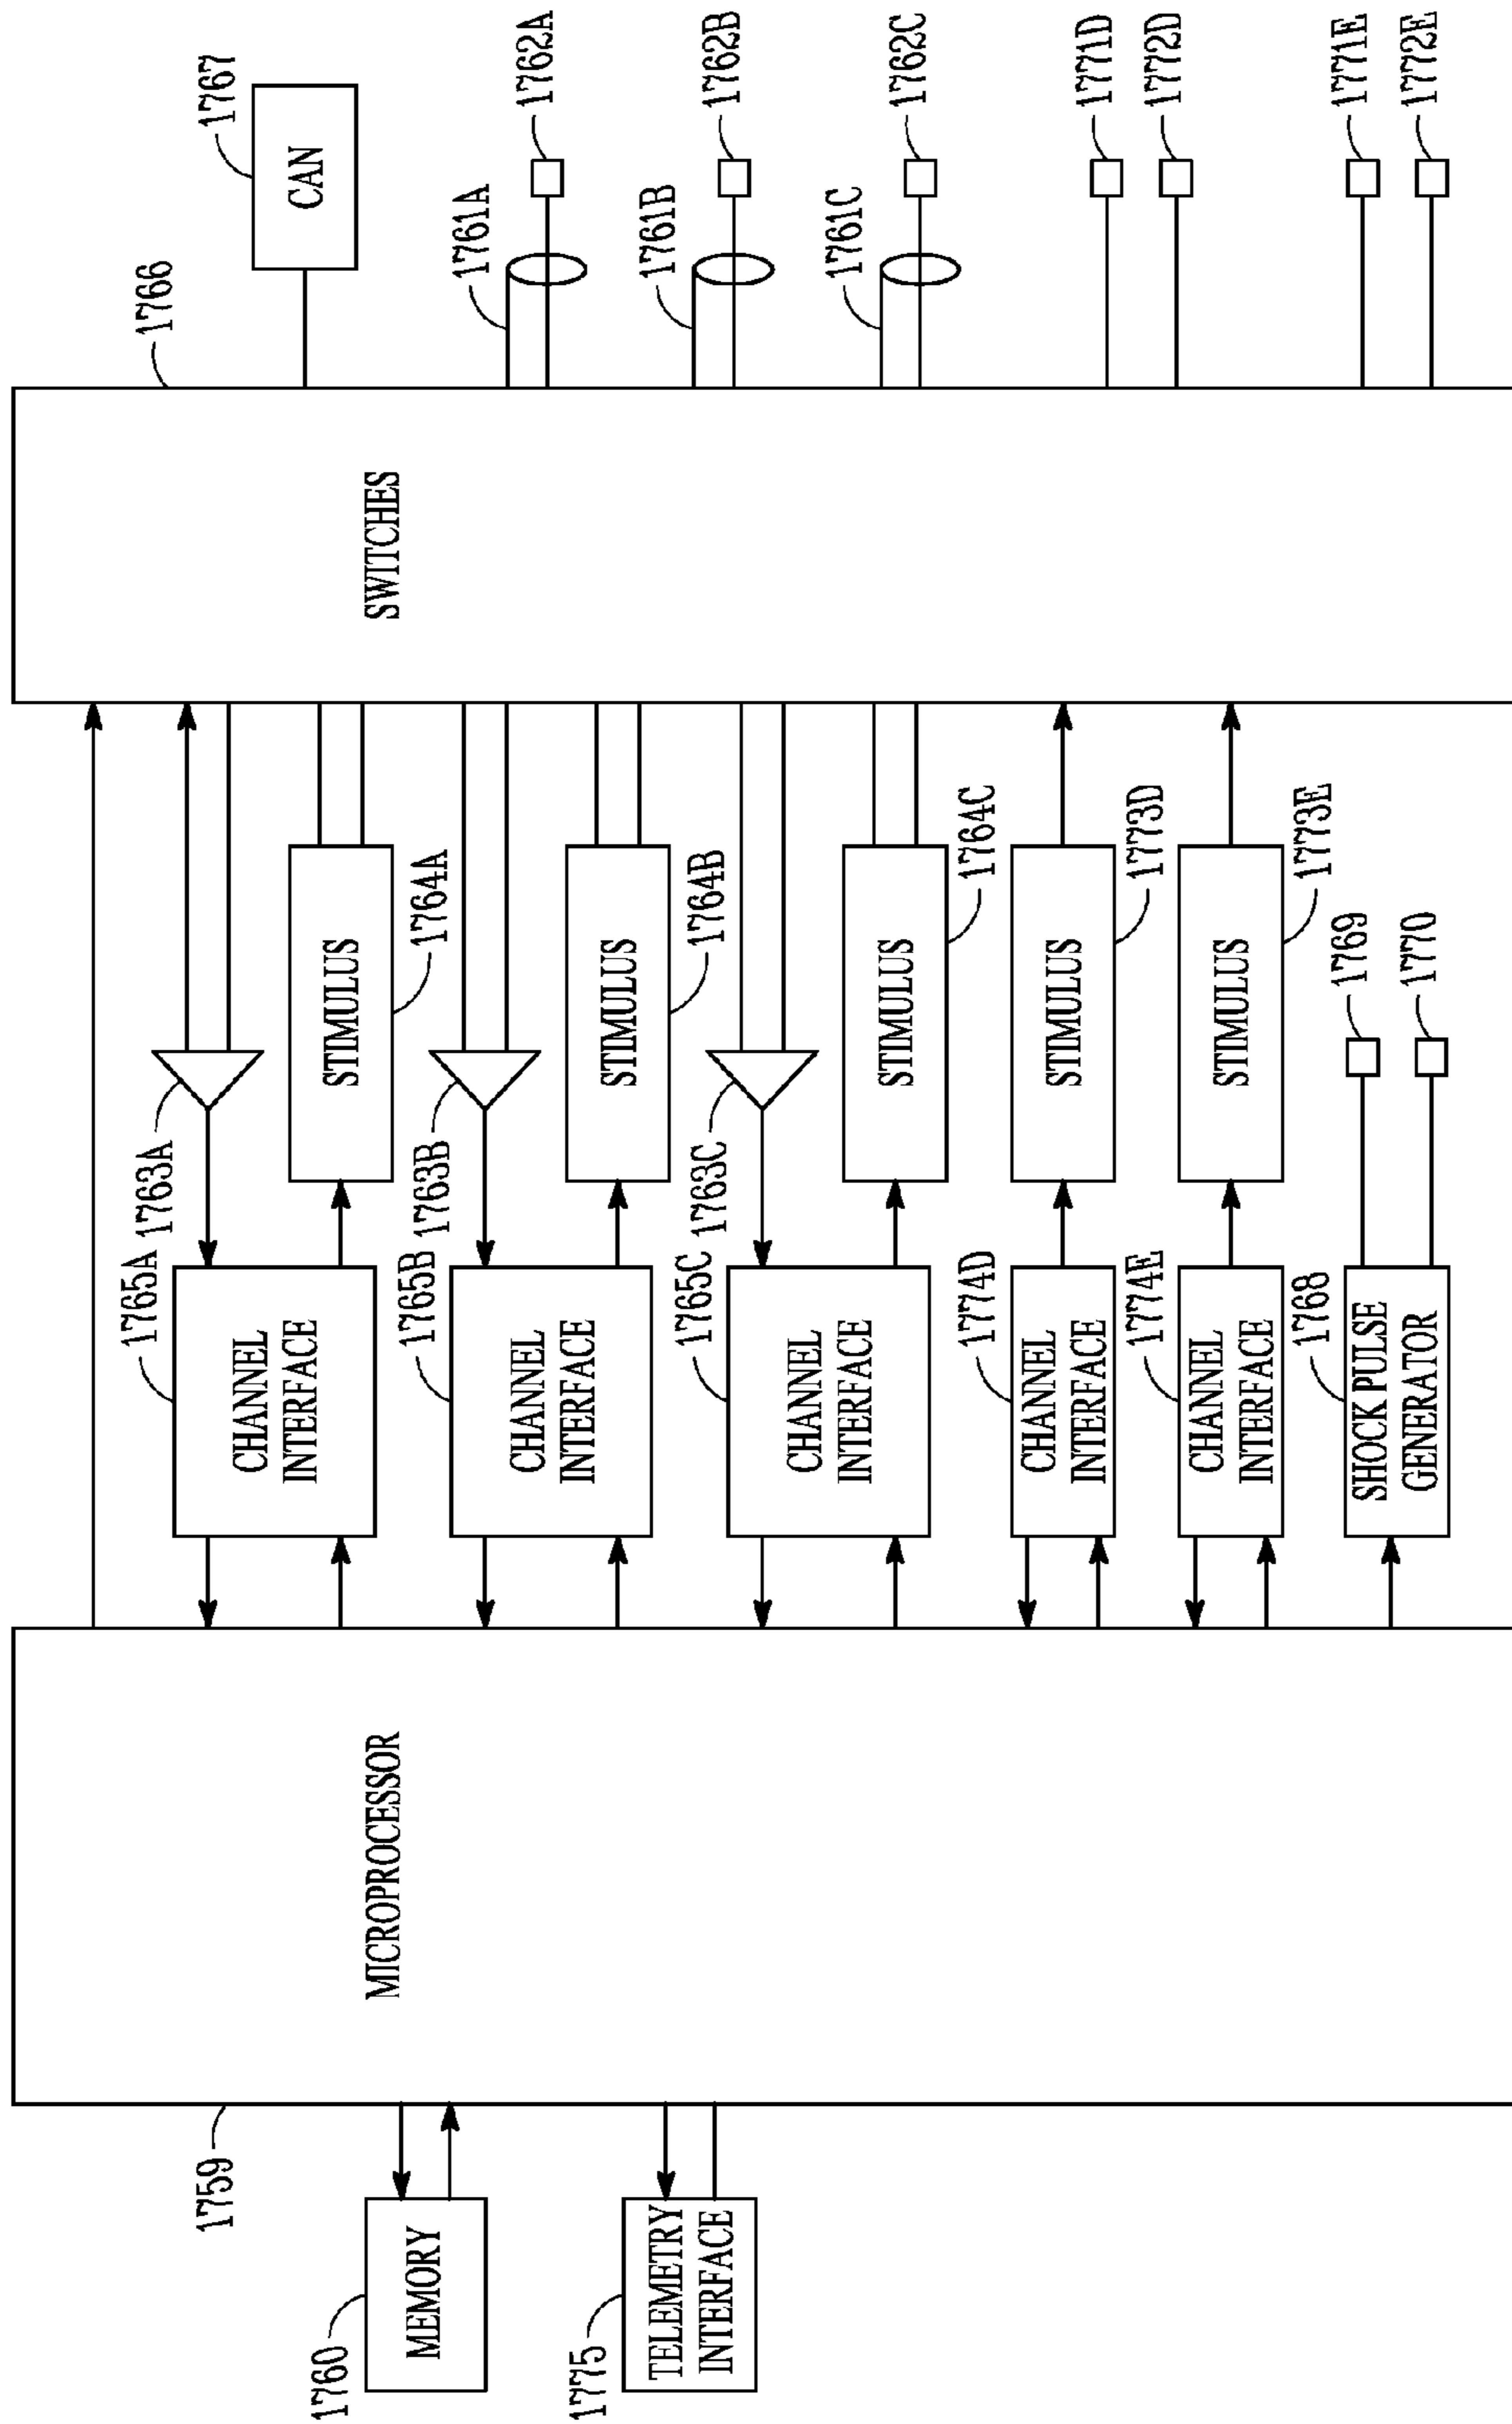 1759
1760
MEMORY
1775
TELEMETRY
INTERFACE
MICROPROCESSOR
1765A
CHANNEL
INTERFACE
1763A
STIMULUS
1764A
1765B
CHANNEL
INTERFACE
1763B
STIMULUS
1764B
1765C
CHANNEL
INTERFACE
1763C
STIMULUS
1764C
1774D
CHANNEL
INTERFACE
STIMULUS
1773D
1774E
CHANNEL
INTERFACE
STIMULUS
1773E
1768
SHOCK PULSE
GENERATOR
1769
1770
SWITCHES
1766
1767
CAN
1761A
1762A
1761B
1762B
1761C
1762C
1771D
1772D
1771E
1772E